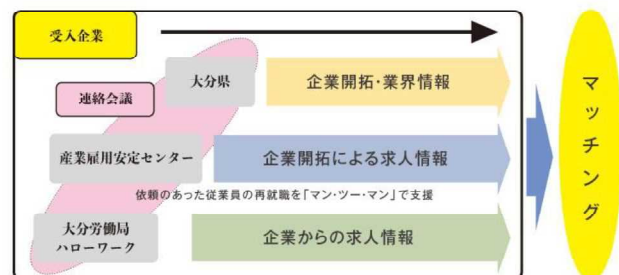 受入企業
大分県
企業開拓・業界情報
連絡会議
産業雇用安定センター
企業開拓による求人情報
依頼のあった従業員の再就職を「マン・ツー・マン」で支援
大分労働局
ハローワーク
企業からの求人情報
マッチング